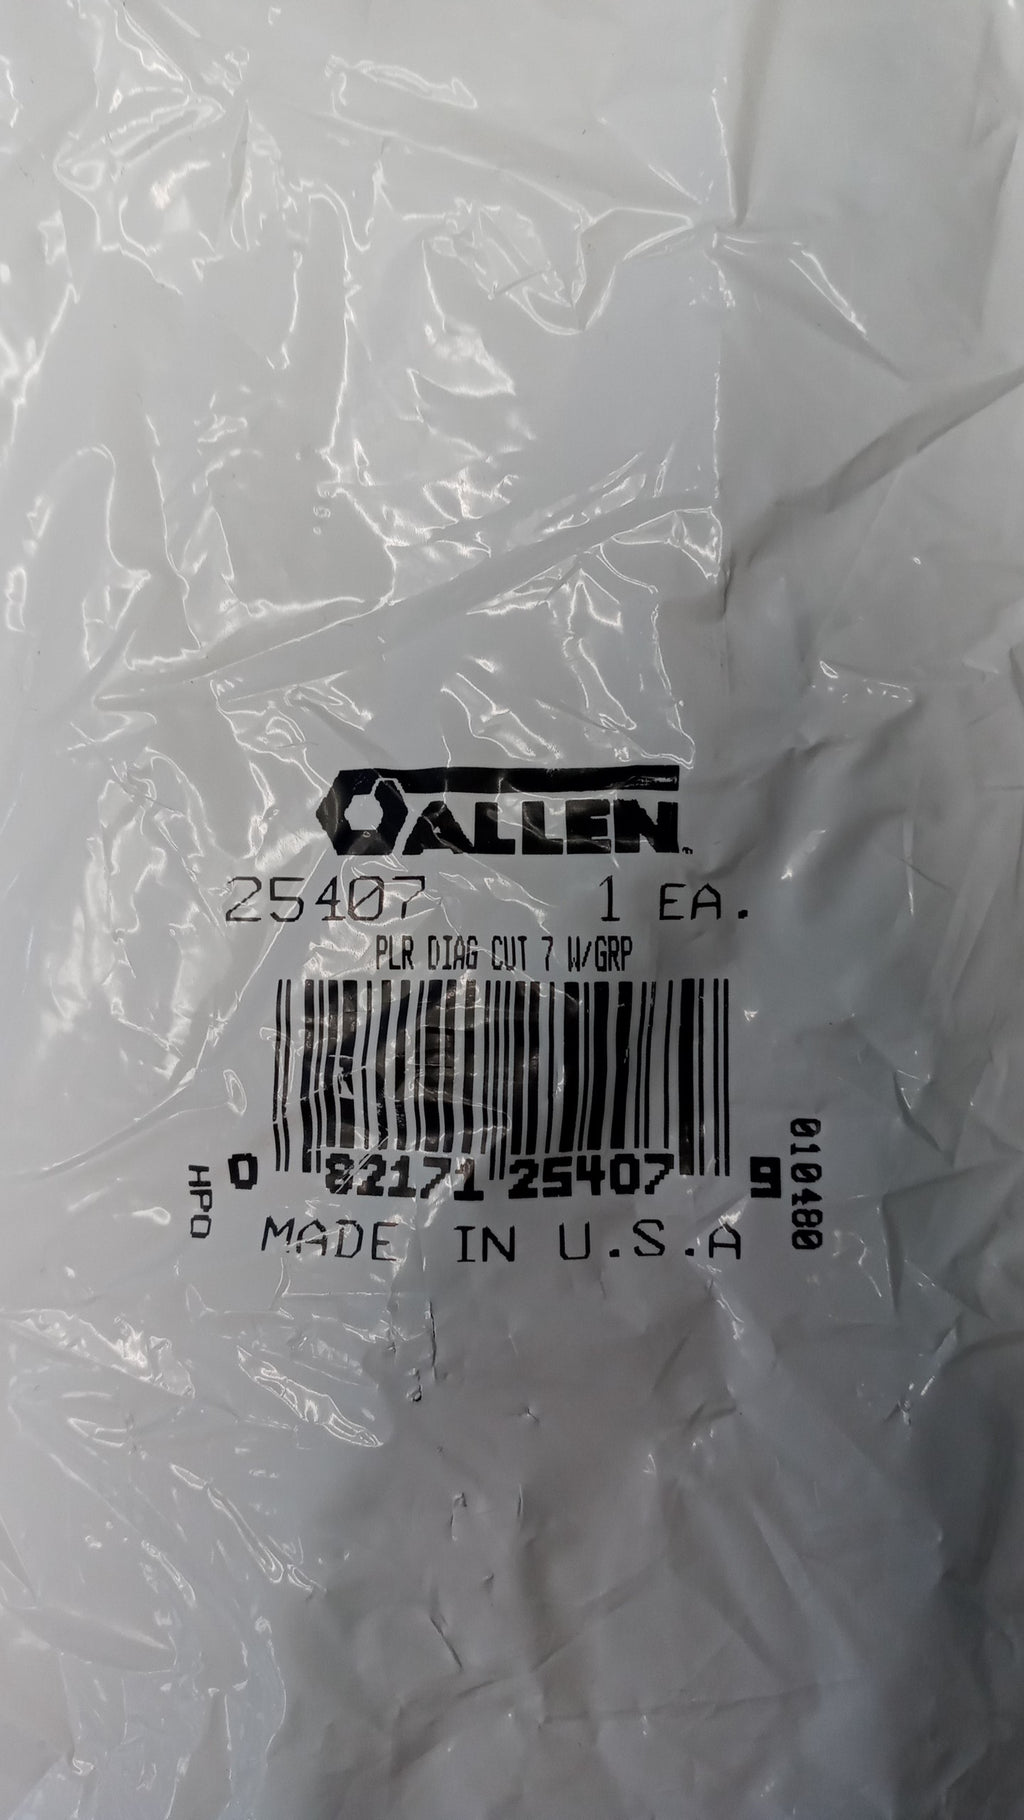 ALLEN
25407 1 EA.
PLR DIAG CUT 7 W/GRP
0 82171 25407 9
HPO
010480
MADE IN U.S.A